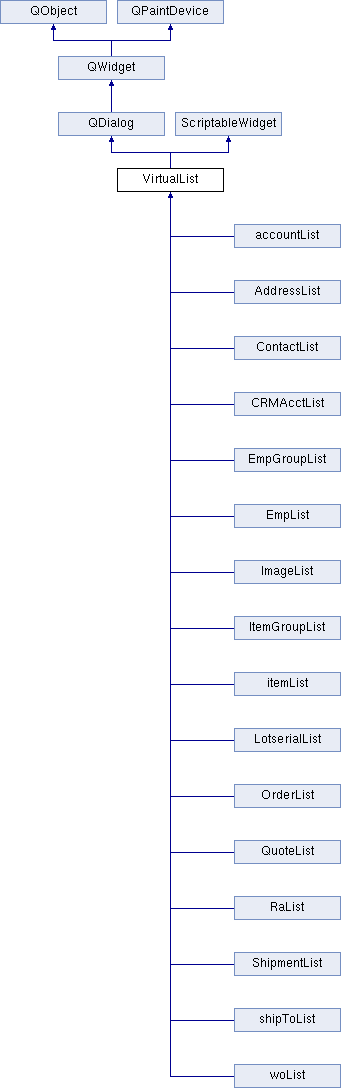 QObject
QPaintDevice
QWidget
QDialog
ScriptableWidget
VirtualList
accountList
AddressList
ContactList
CRMAcctList
EmpGroupList
EmpList
ImageList
ItemGroupList
itemList
LotserialList
OrderList
QuoteList
RaList
ShipmentList
shipToList
woList